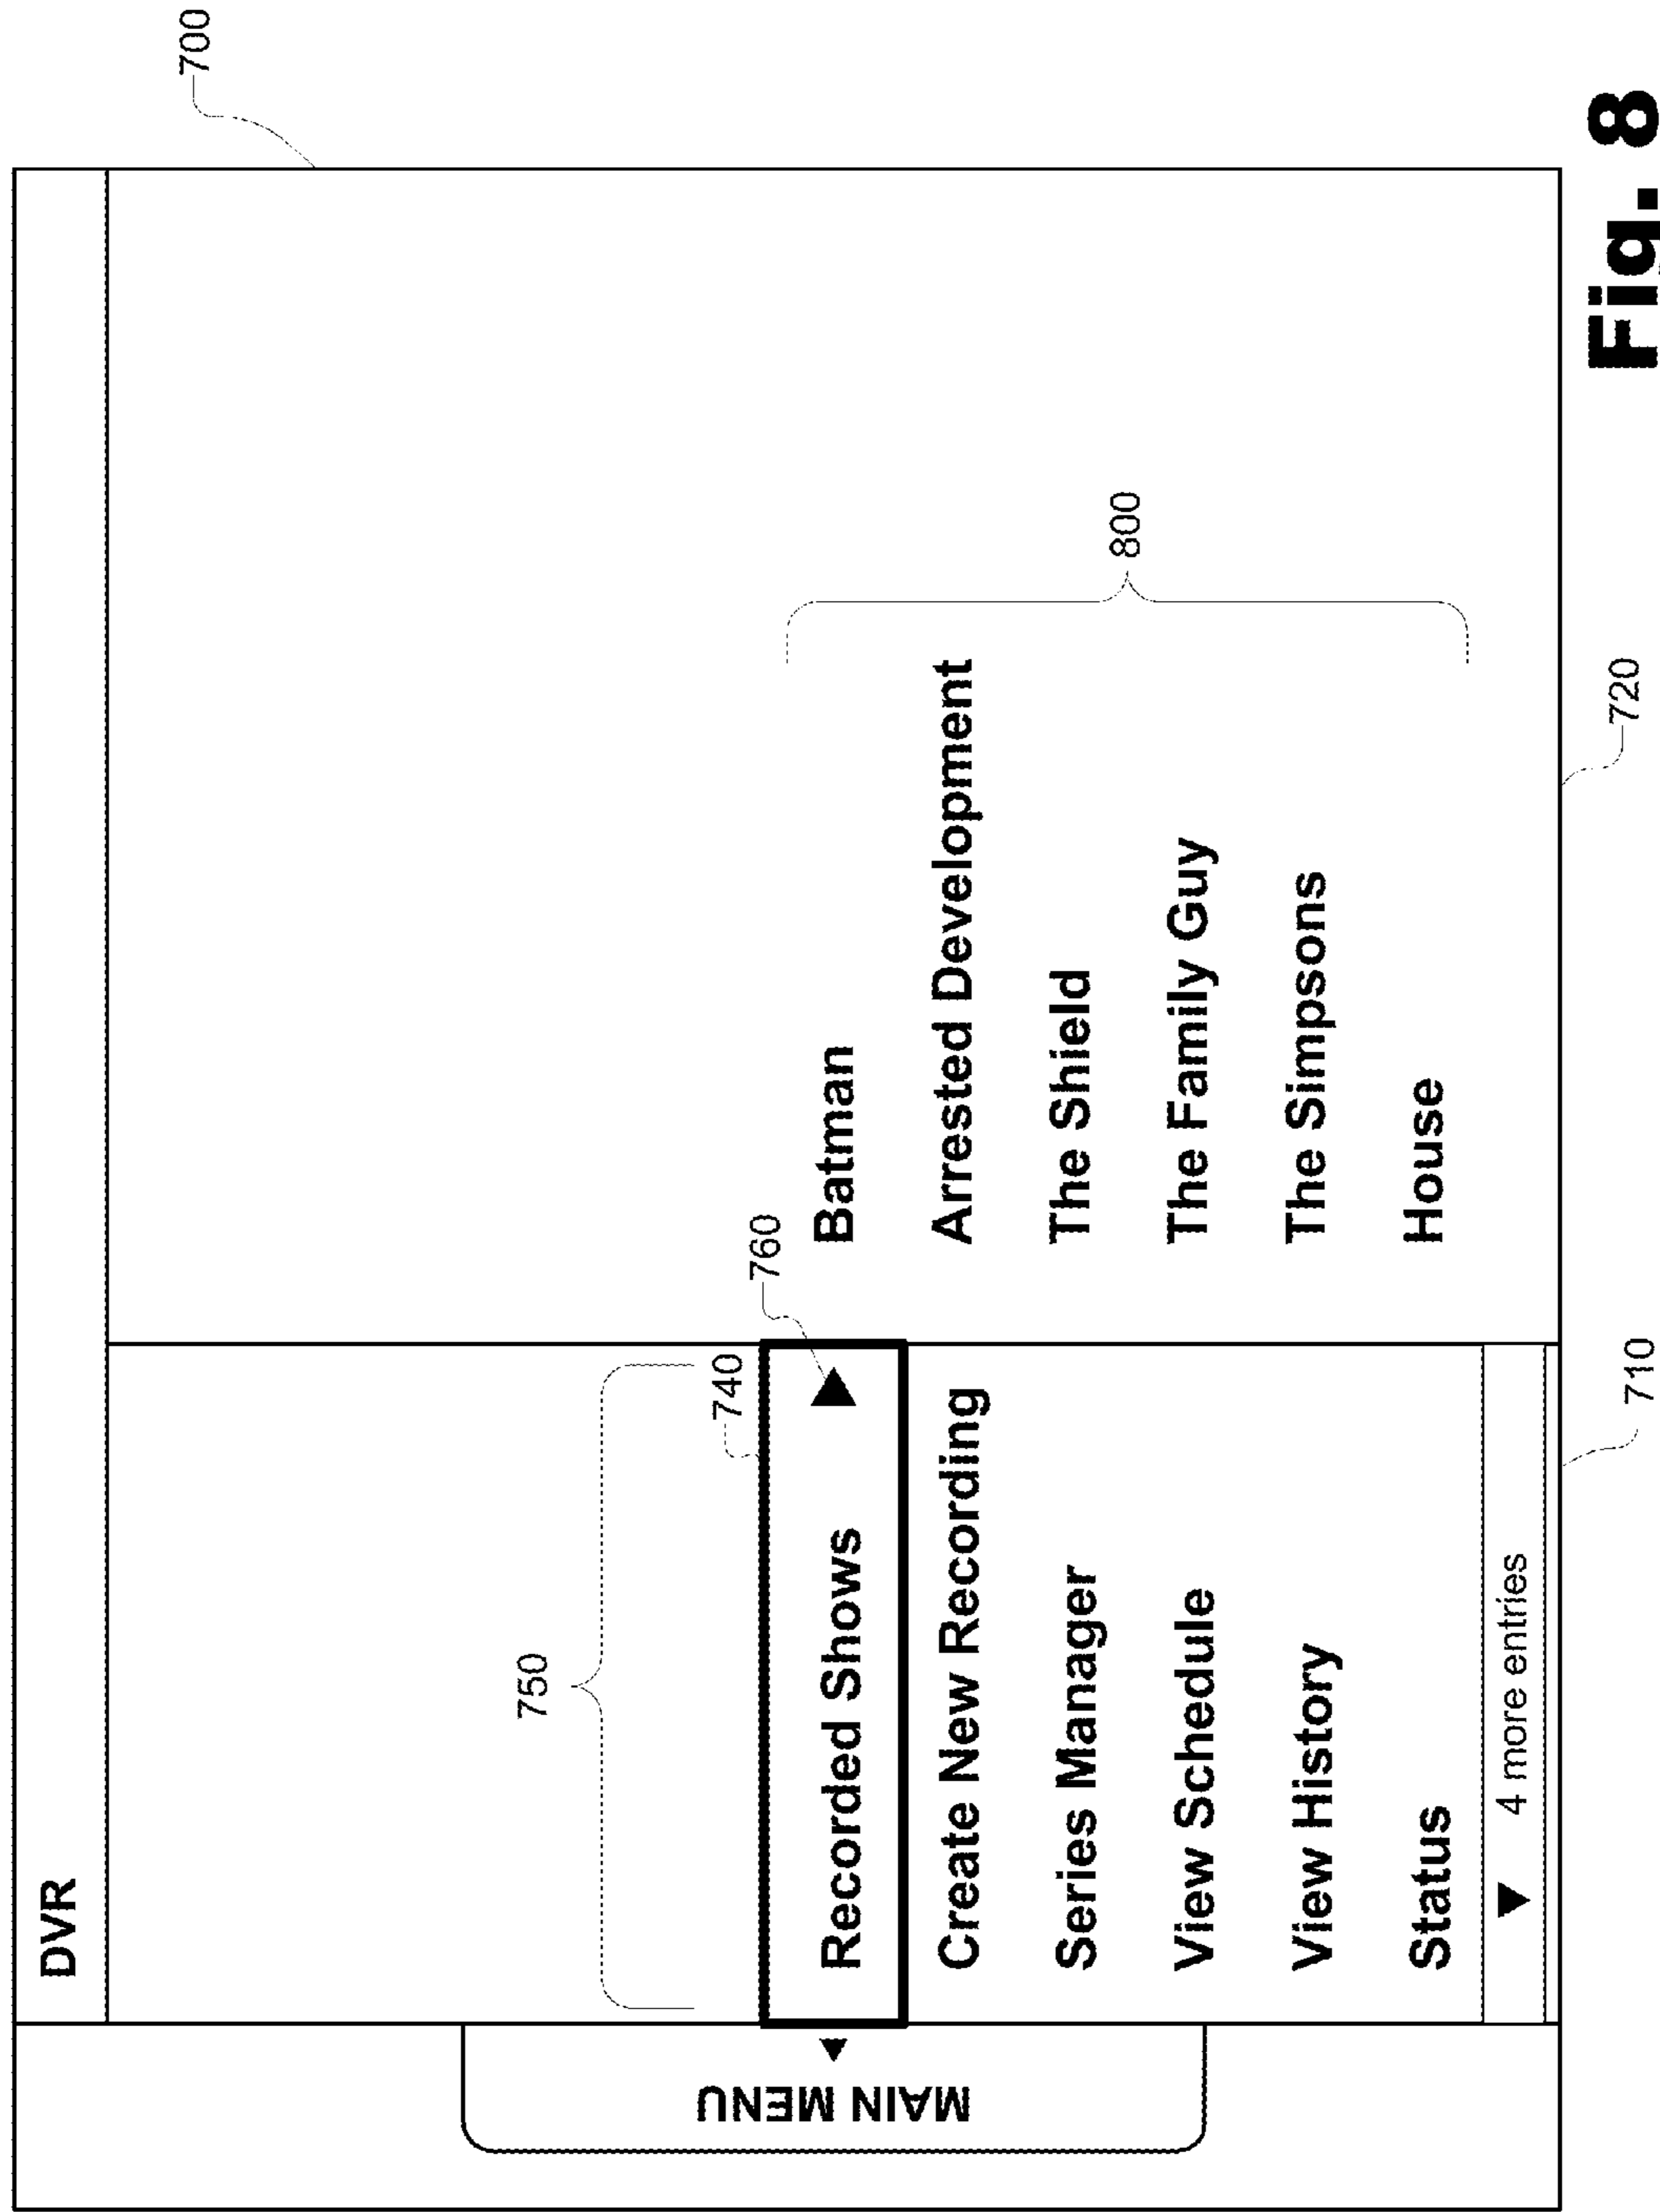 700
DVR
750
740
760
MAIN MENU
Recorded Shows
Create New Recording
Series Manager
View Schedule
View History
Status
4 more entries
Batman
Arrested Development
The Shield
The Family Guy
The Simpsons
House
800
710
720
Fig. 8